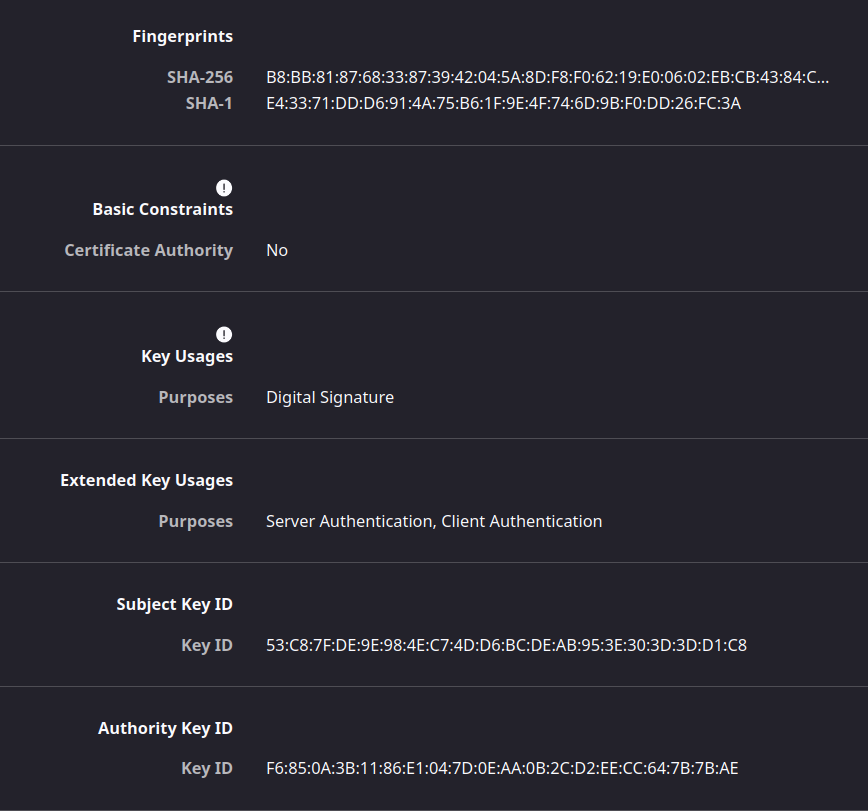 Fingerprints
SHA-256 B8:BB:81:87:68:33:87:39:42:04:5A:8D:F8:F0:62:19:E0:06:02:EB:CB:43:84:C...
SHA-1 E4:33:71:DD:D6:91:4A:75:B6:1F:9E:4F:74:6D:9B:F0:DD:26:FC:3A
Basic Constraints
Certificate Authority No
Key Usages
Purposes Digital Signature
Extended Key Usages
Purposes Server Authentication, Client Authentication
Subject Key ID
Key ID 53:C8:7F:DE:9E:98:4E:C7:4D:D6:BC:DE:AB:95:3E:30:3D:3D:D1:C8
Authority Key ID
Key ID F6:85:0A:3B:11:86:E1:04:7D:0E:AA:0B:2C:D2:EE:CC:64:7B:7B:AE